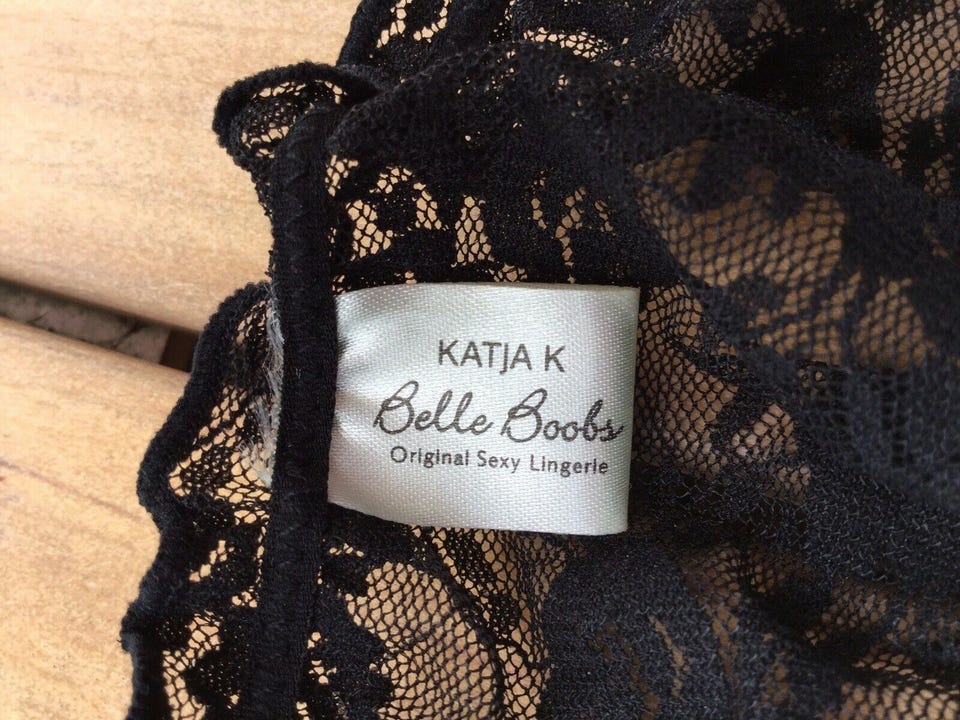 KATJA K
Belle Boobs
Original Sexy Lingerie